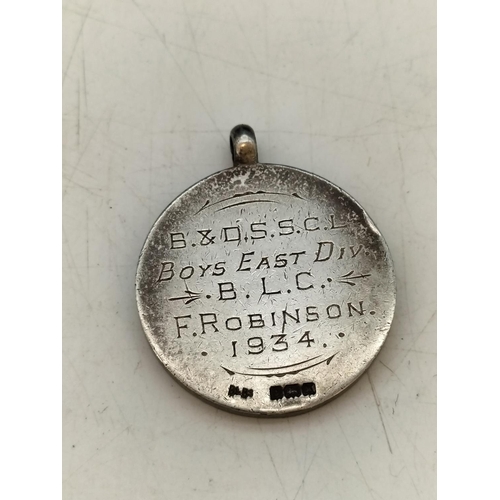 B. & D. S. S. C. L.
BOYS EAST DIV.
. B. L. C. .
F. ROBINSON.
. 1934 .